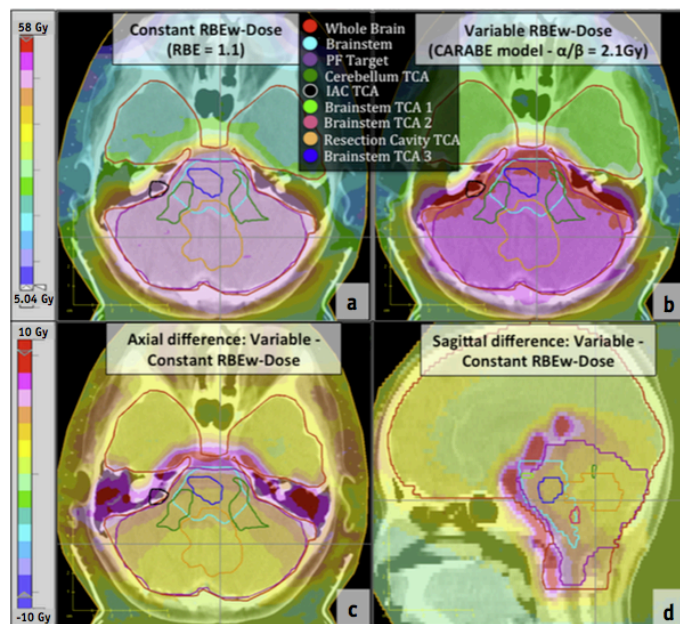 58 Gy
5.04 Gy
Constant RBEw-Dose
(RBE = 1.1)
Whole Brain
Brainstem
PF Target
Cerebellum TCA
IAC TCA
Brainstem TCA 1
Brainstem TCA 2
Resection Cavity TCA
Brainstem TCA 3
Variable RBEw-Dose
(CARABE model - α/β = 2.1Gy)
a
b
10 Gy
-10 Gy
Axial difference: Variable -
Constant RBEw-Dose
Sagittal difference: Variable -
Constant RBEw-Dose
c
d